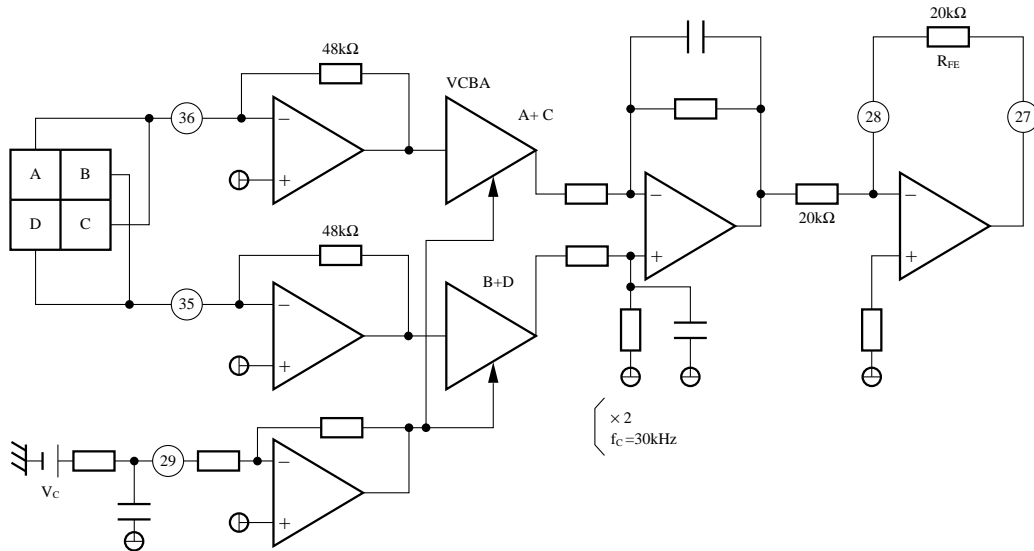 48kΩ
VCBA
A+ C
20kΩ
R_FE
36
28
27
−
+
A B
D C
−
+
20kΩ
−
+
48kΩ
B+D
35
−
+
× 2
f_C=30kHz
29
V_C
−
+